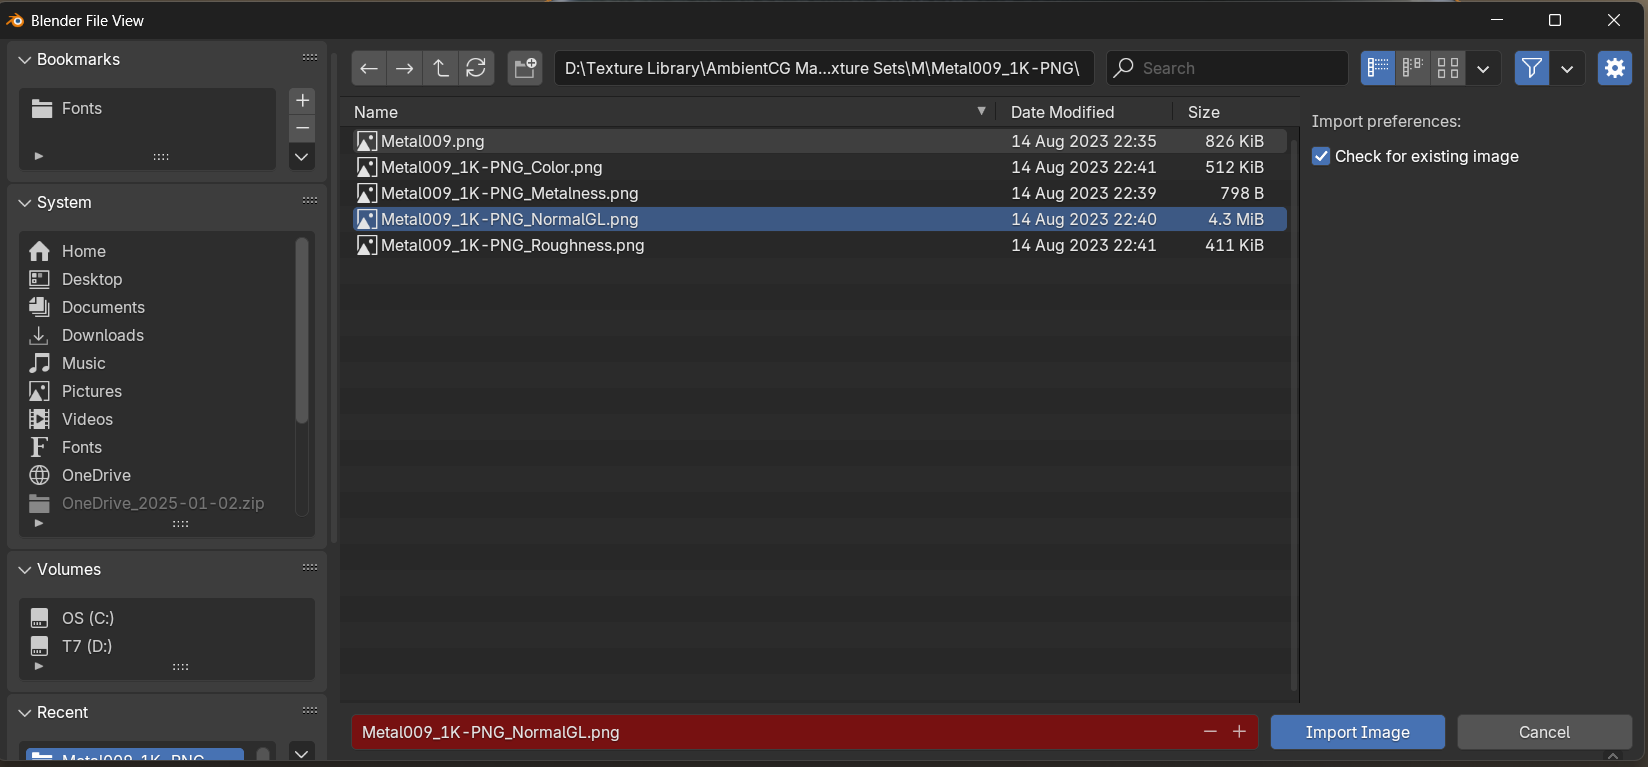 Blender File View
Bookmarks
Fonts
System
Home
Desktop
Documents
Downloads
Music
Pictures
Videos
Fonts
OneDrive
OneDrive_2025-01-02.zip
Volumes
OS (C:)
T7 (D:)
Recent
Metal009_1K-PNG
D:\Texture Library\AmbientCG Ma...xture Sets\M\Metal009_1K-PNG\
Search
Name Date Modified Size
Metal009.png 14 Aug 2023 22:35 826 KiB
Metal009_1K-PNG_Color.png 14 Aug 2023 22:41 512 KiB
Metal009_1K-PNG_Metalness.png 14 Aug 2023 22:39 798 B
Metal009_1K-PNG_NormalGL.png 14 Aug 2023 22:40 4.3 MiB
Metal009_1K-PNG_Roughness.png 14 Aug 2023 22:41 411 KiB
Import preferences:
Check for existing image
Metal009_1K-PNG_NormalGL.png
Import Image
Cancel